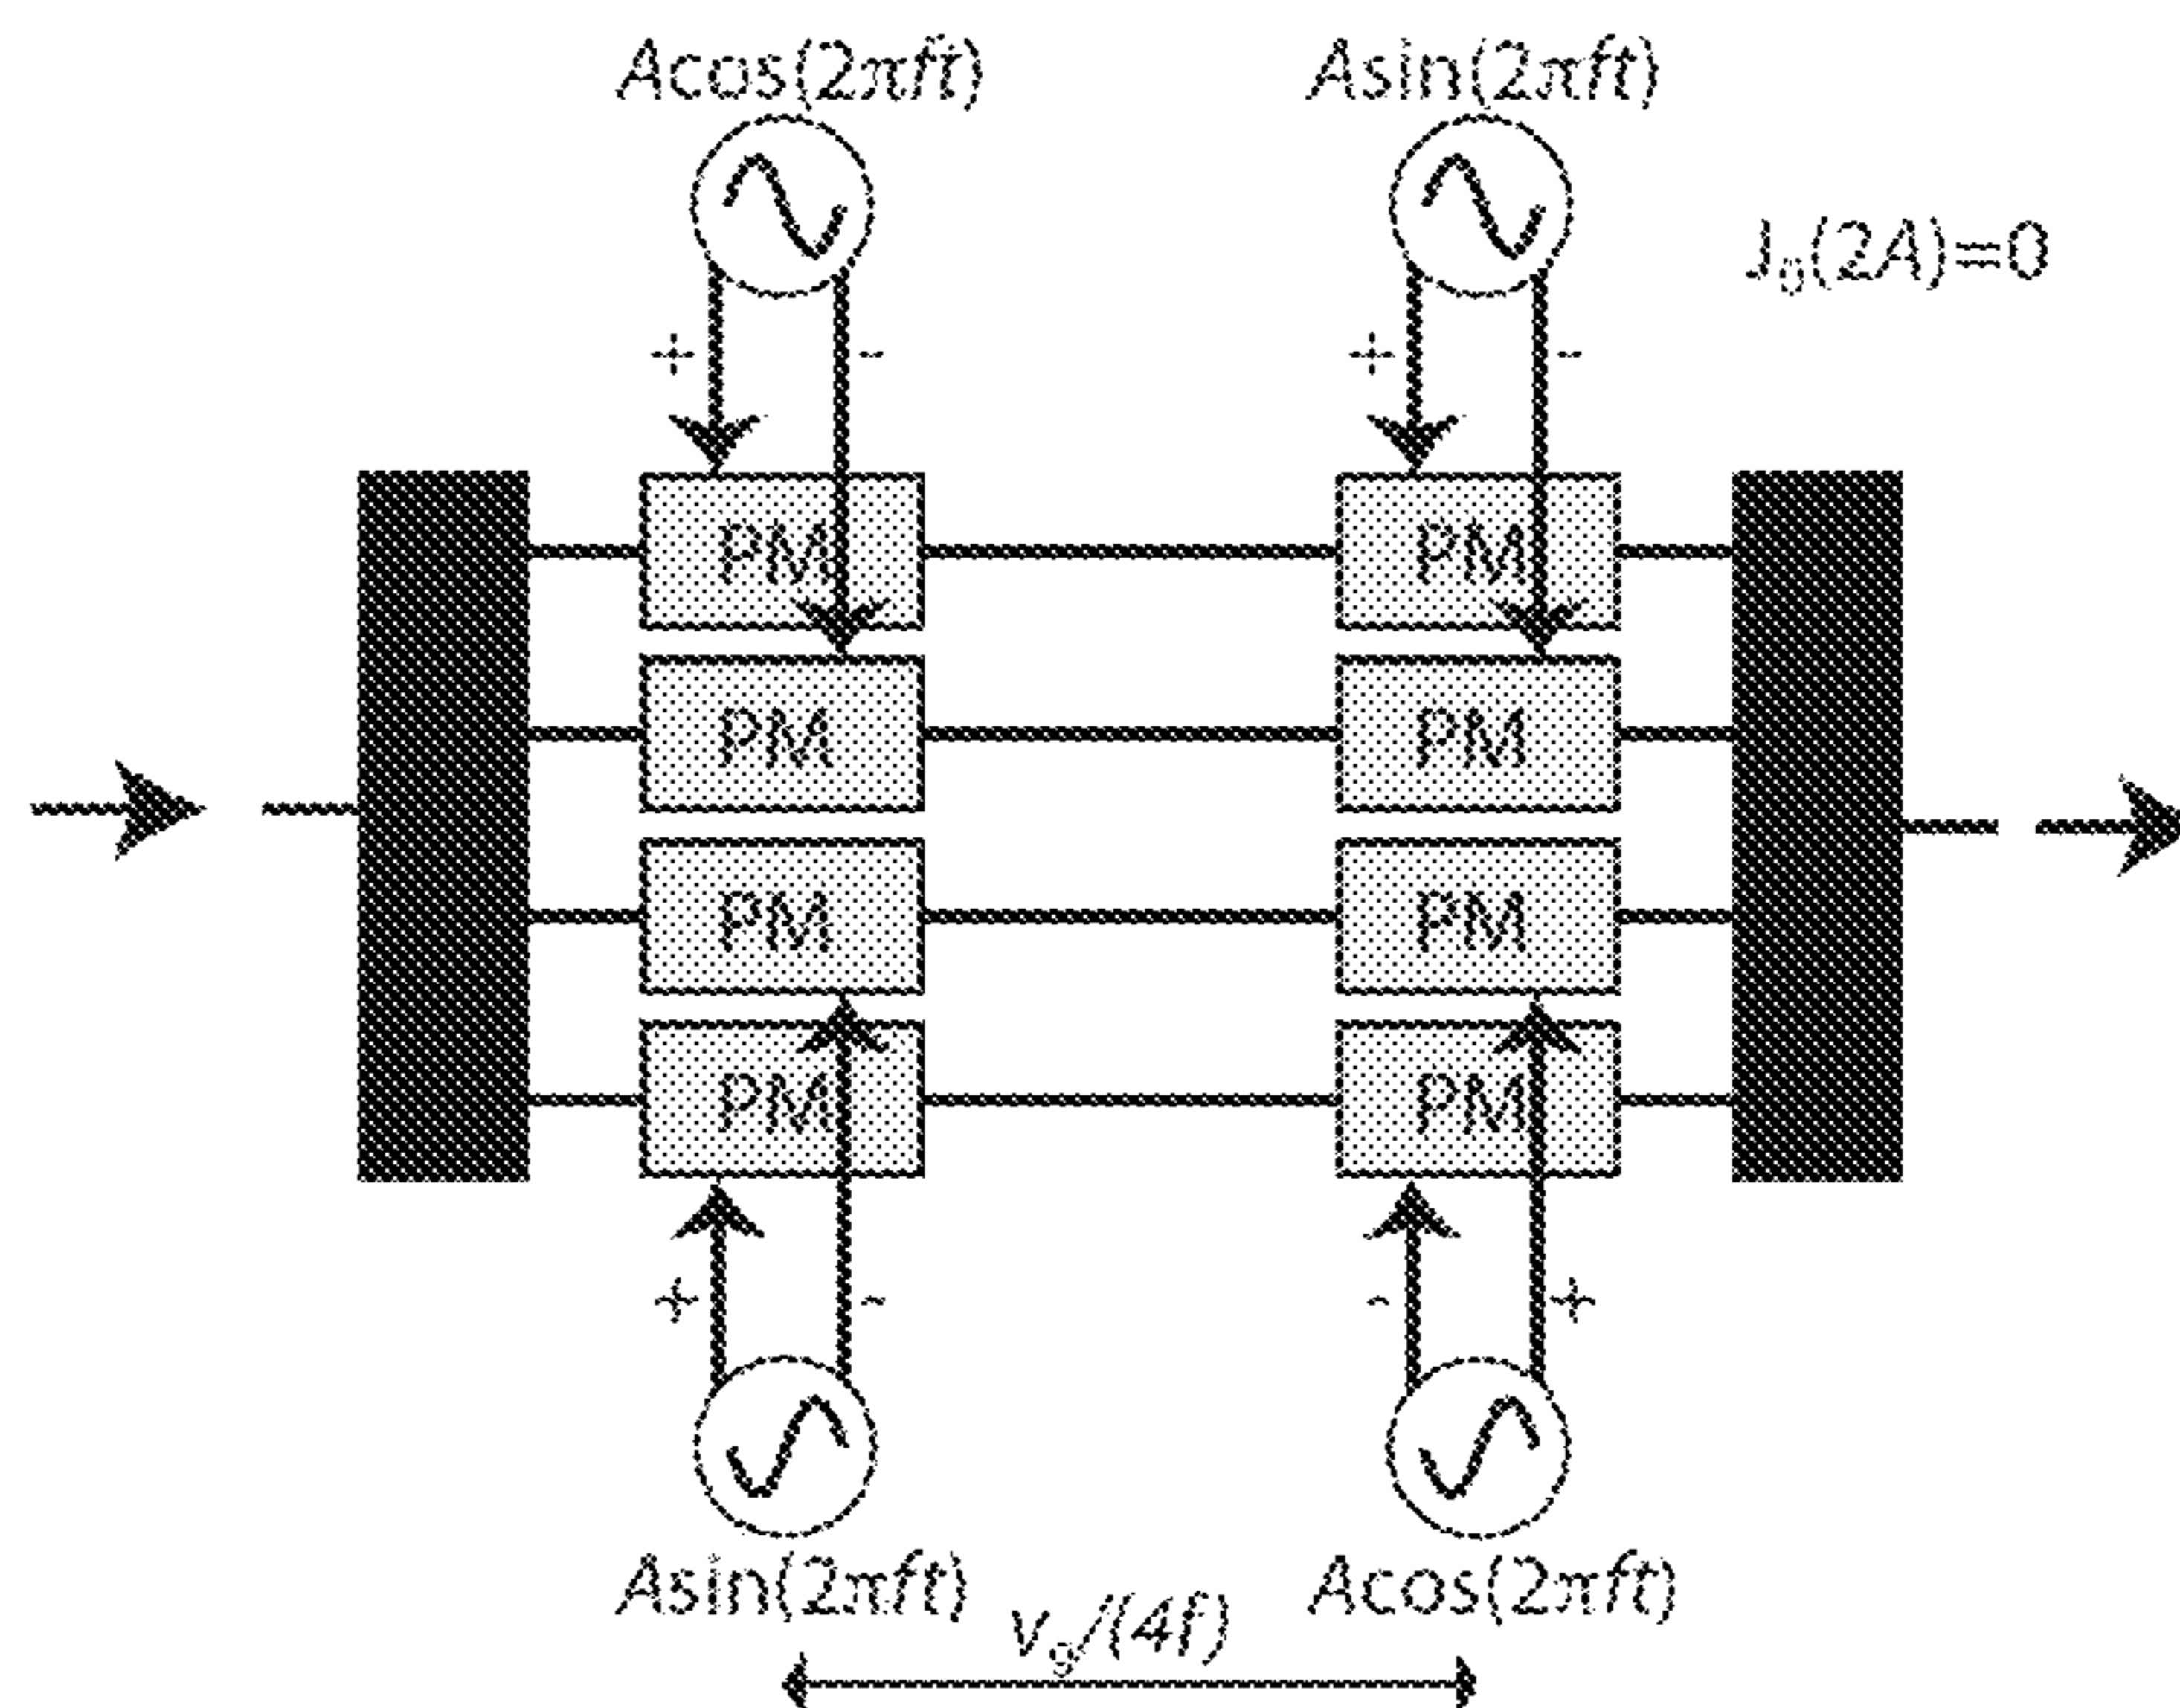 Acos(2πft) Asin(2πft)
J₀(2A)=0
+ - + -
PM PM
PM PM
PM PM
PM PM
+ - - +
Asin(2πft) Acos(2πft)
v_g/(4f)